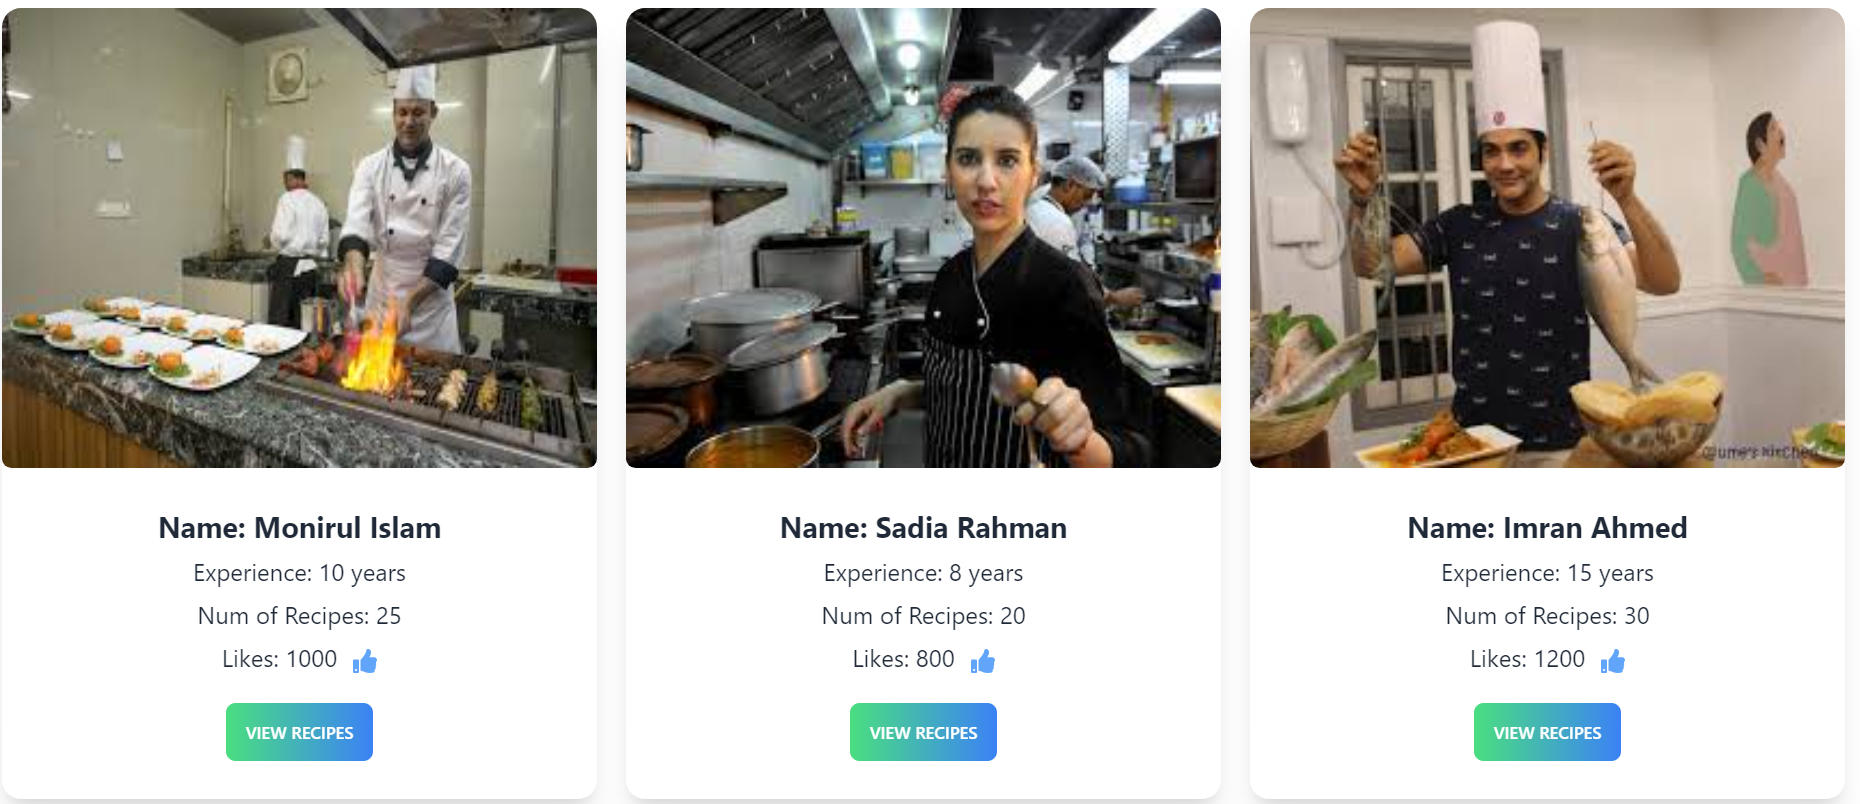 @ume's kitchen
Name: Monirul Islam
Experience: 10 years
Num of Recipes: 25
Likes: 1000
VIEW RECIPES
Name: Sadia Rahman
Experience: 8 years
Num of Recipes: 20
Likes: 800
VIEW RECIPES
Name: Imran Ahmed
Experience: 15 years
Num of Recipes: 30
Likes: 1200
VIEW RECIPES